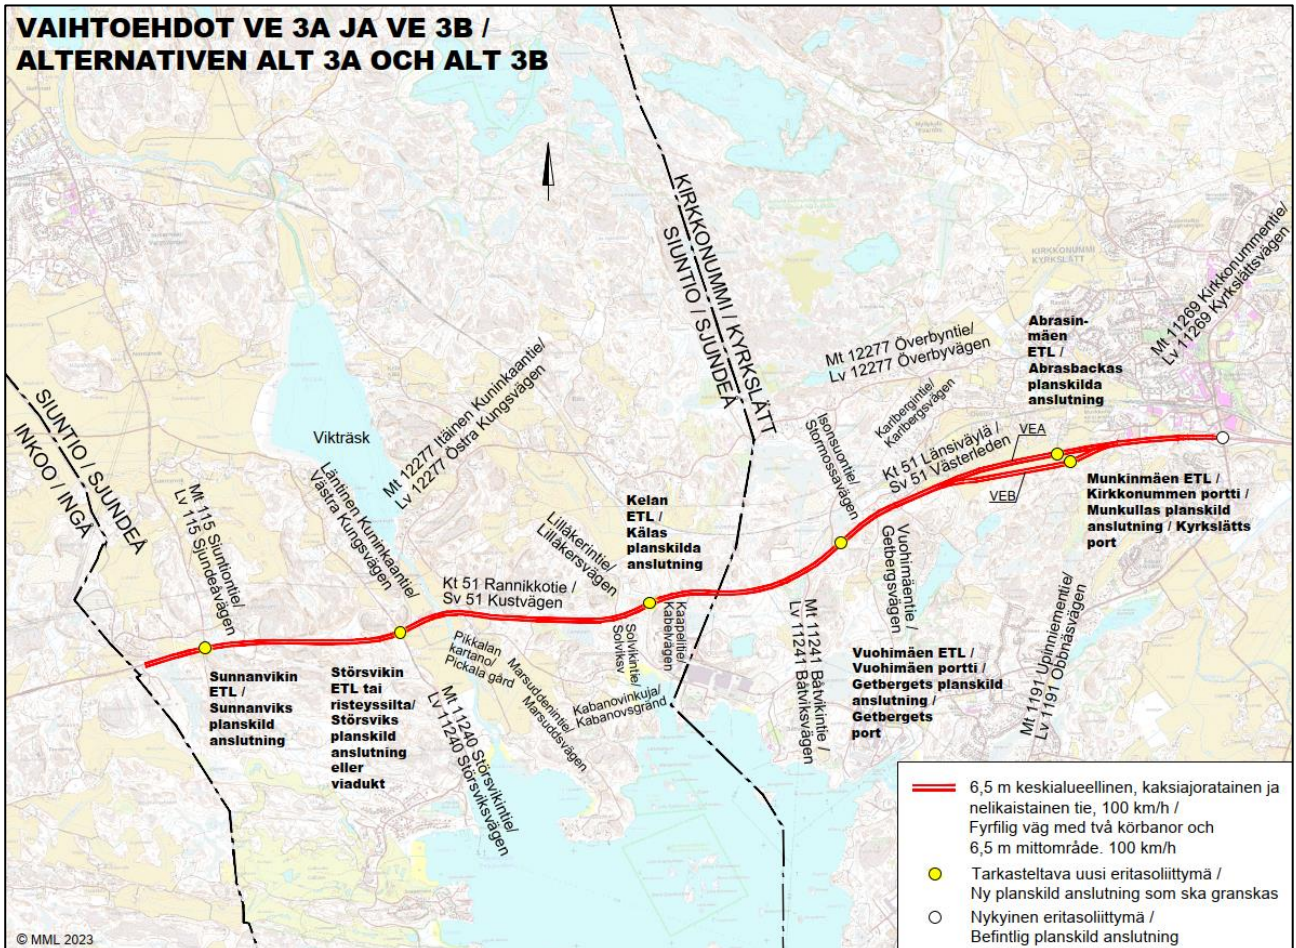 VAIHTOEHDOT VE 3A JA VE 3B /
ALTERNATIVEN ALT 3A OCH ALT 3B
KIRKKONUMMI / KYRKSLÄTT
SIUNTIO / SJUNDEÅ
KIRKKONUMMI
KYRKSLÄTT
Mt 11269 Kirkkonummentie/
Lv 11269 Kyrkslättsvägen
Abrasin-
mäen
ETL /
Abrasbackas
planskilda
anslutning
Mt 12277 Överbyntie/
Lv 12277 Överbyvägen
Karlbergintie/
Karlbergsvägen
Isonsuontie/
Stormossavägen
Kt 51 Länsiväylä /
Sv 51 Västerleden
VEA
VEB
Munkinmäen ETL /
Kirkkonummen portti /
Munkullas planskild
anslutning / Kyrkslätts
port
SIUNTIO / SJUNDEÅ
INKOO / INGÅ
Vikträsk
Mt 12277 Itäinen Kuninkaantie/
Lv 12277 Östra Kungsvägen
Läntinen Kuninkaantie/
Västra Kungsvägen
Mt 115 Siuntiontie/
Lv 115 Sjundeåvägen
Kelan
ETL /
Kälas
planskilda
anslutning
Lilläkerintie/
Lilläkersvägen
Kt 51 Rannikkotie /
Sv 51 Kustvägen
Vuohimäentie/
Getbergsvägen
Solvikintie/
Solviksv
Kaapelitie/
Kabelvägen
Pikkalan
kartano/
Pickala gård
Marsuddenintie/
Marsuddsvägen
Kabanovinkuja/
Kabanovsgränd
Mt 11241 Båtvikintie /
Lv 11241 Båtviksvägen
Vuohimäen ETL /
Vuohimäen portti /
Getbergets planskild
anslutning /
Getbergets
port
Mt 1191 Upinniementie/
Lv 1191 Obbnäsvägen
Sunnanvikin
ETL /
Sunnanviks
planskild
anslutning
Störsvikin
ETL tai
risteyssilta/
Störsviks
planskild
anslutning
eller
viadukt
Mt 11240 Störsvikintie/
Lv 11240 Störsviksvägen
6,5 m keskialueellinen, kaksiajoratainen ja
nelikaistainen tie, 100 km/h /
Fyrfilig väg med två körbanor och
6,5 m mittområde. 100 km/h
Tarkasteltava uusi eritasoliittymä /
Ny planskild anslutning som ska granskas
Nykyinen eritasoliittymä /
Befintlig planskild anslutning
© MML 2023